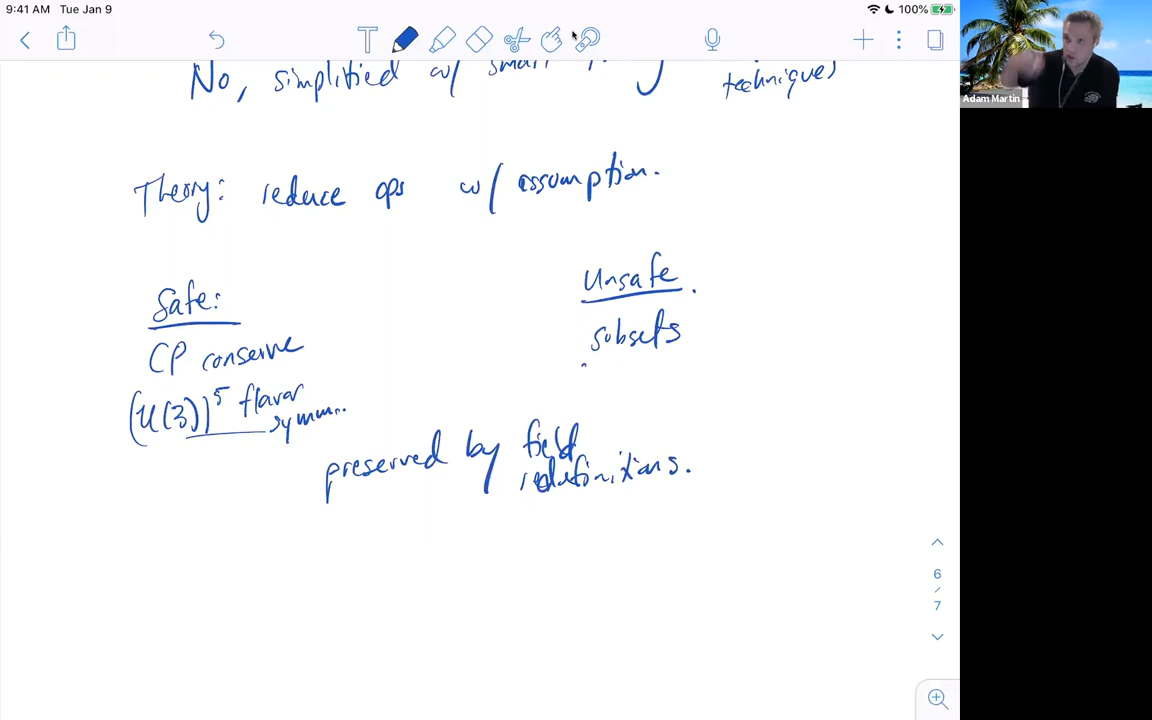 9:41 AM Tue Jan 9
100%
Adam Martin
No, simplified w/ small
techniques
Theory: reduce ops w/ assumption.
Safe:
Unsafe.
CP conserve
subsets
(U(3))^5 flavor
symm..
preserved by field
redefinitions.
6
/
7